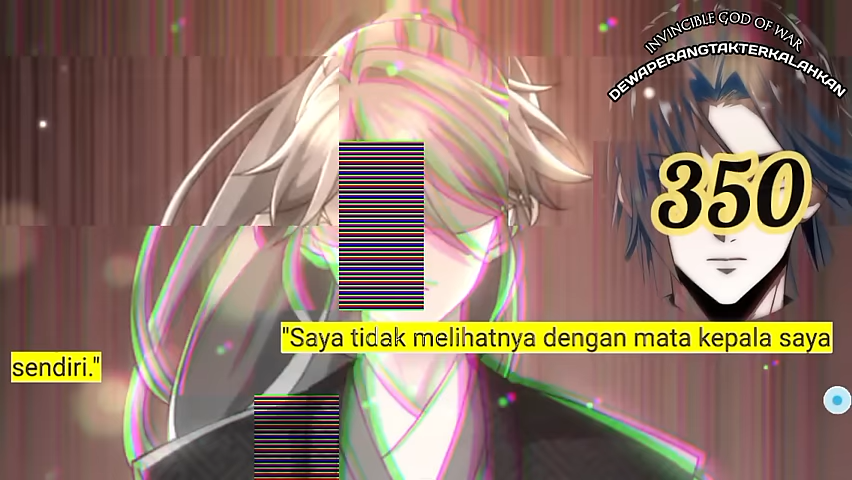 INVINCIBLE GOD OF WAR
DEWAPERANGTAKTERKALAHKAN
350
"Saya tidak melihatnya dengan mata kepala saya
sendiri."